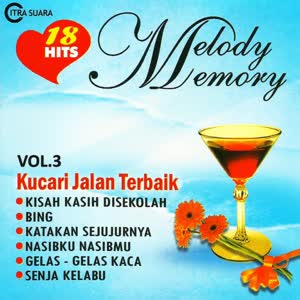 CITRA SUARA
18
HITS
Melody
Memory
VOL.3
Kucari Jalan Terbaik
KISAH KASIH DISEKOLAH
BING
KATAKAN SEJUJURNYA
NASIBKU NASIBMU
GELAS - GELAS KACA
SENJA KELABU